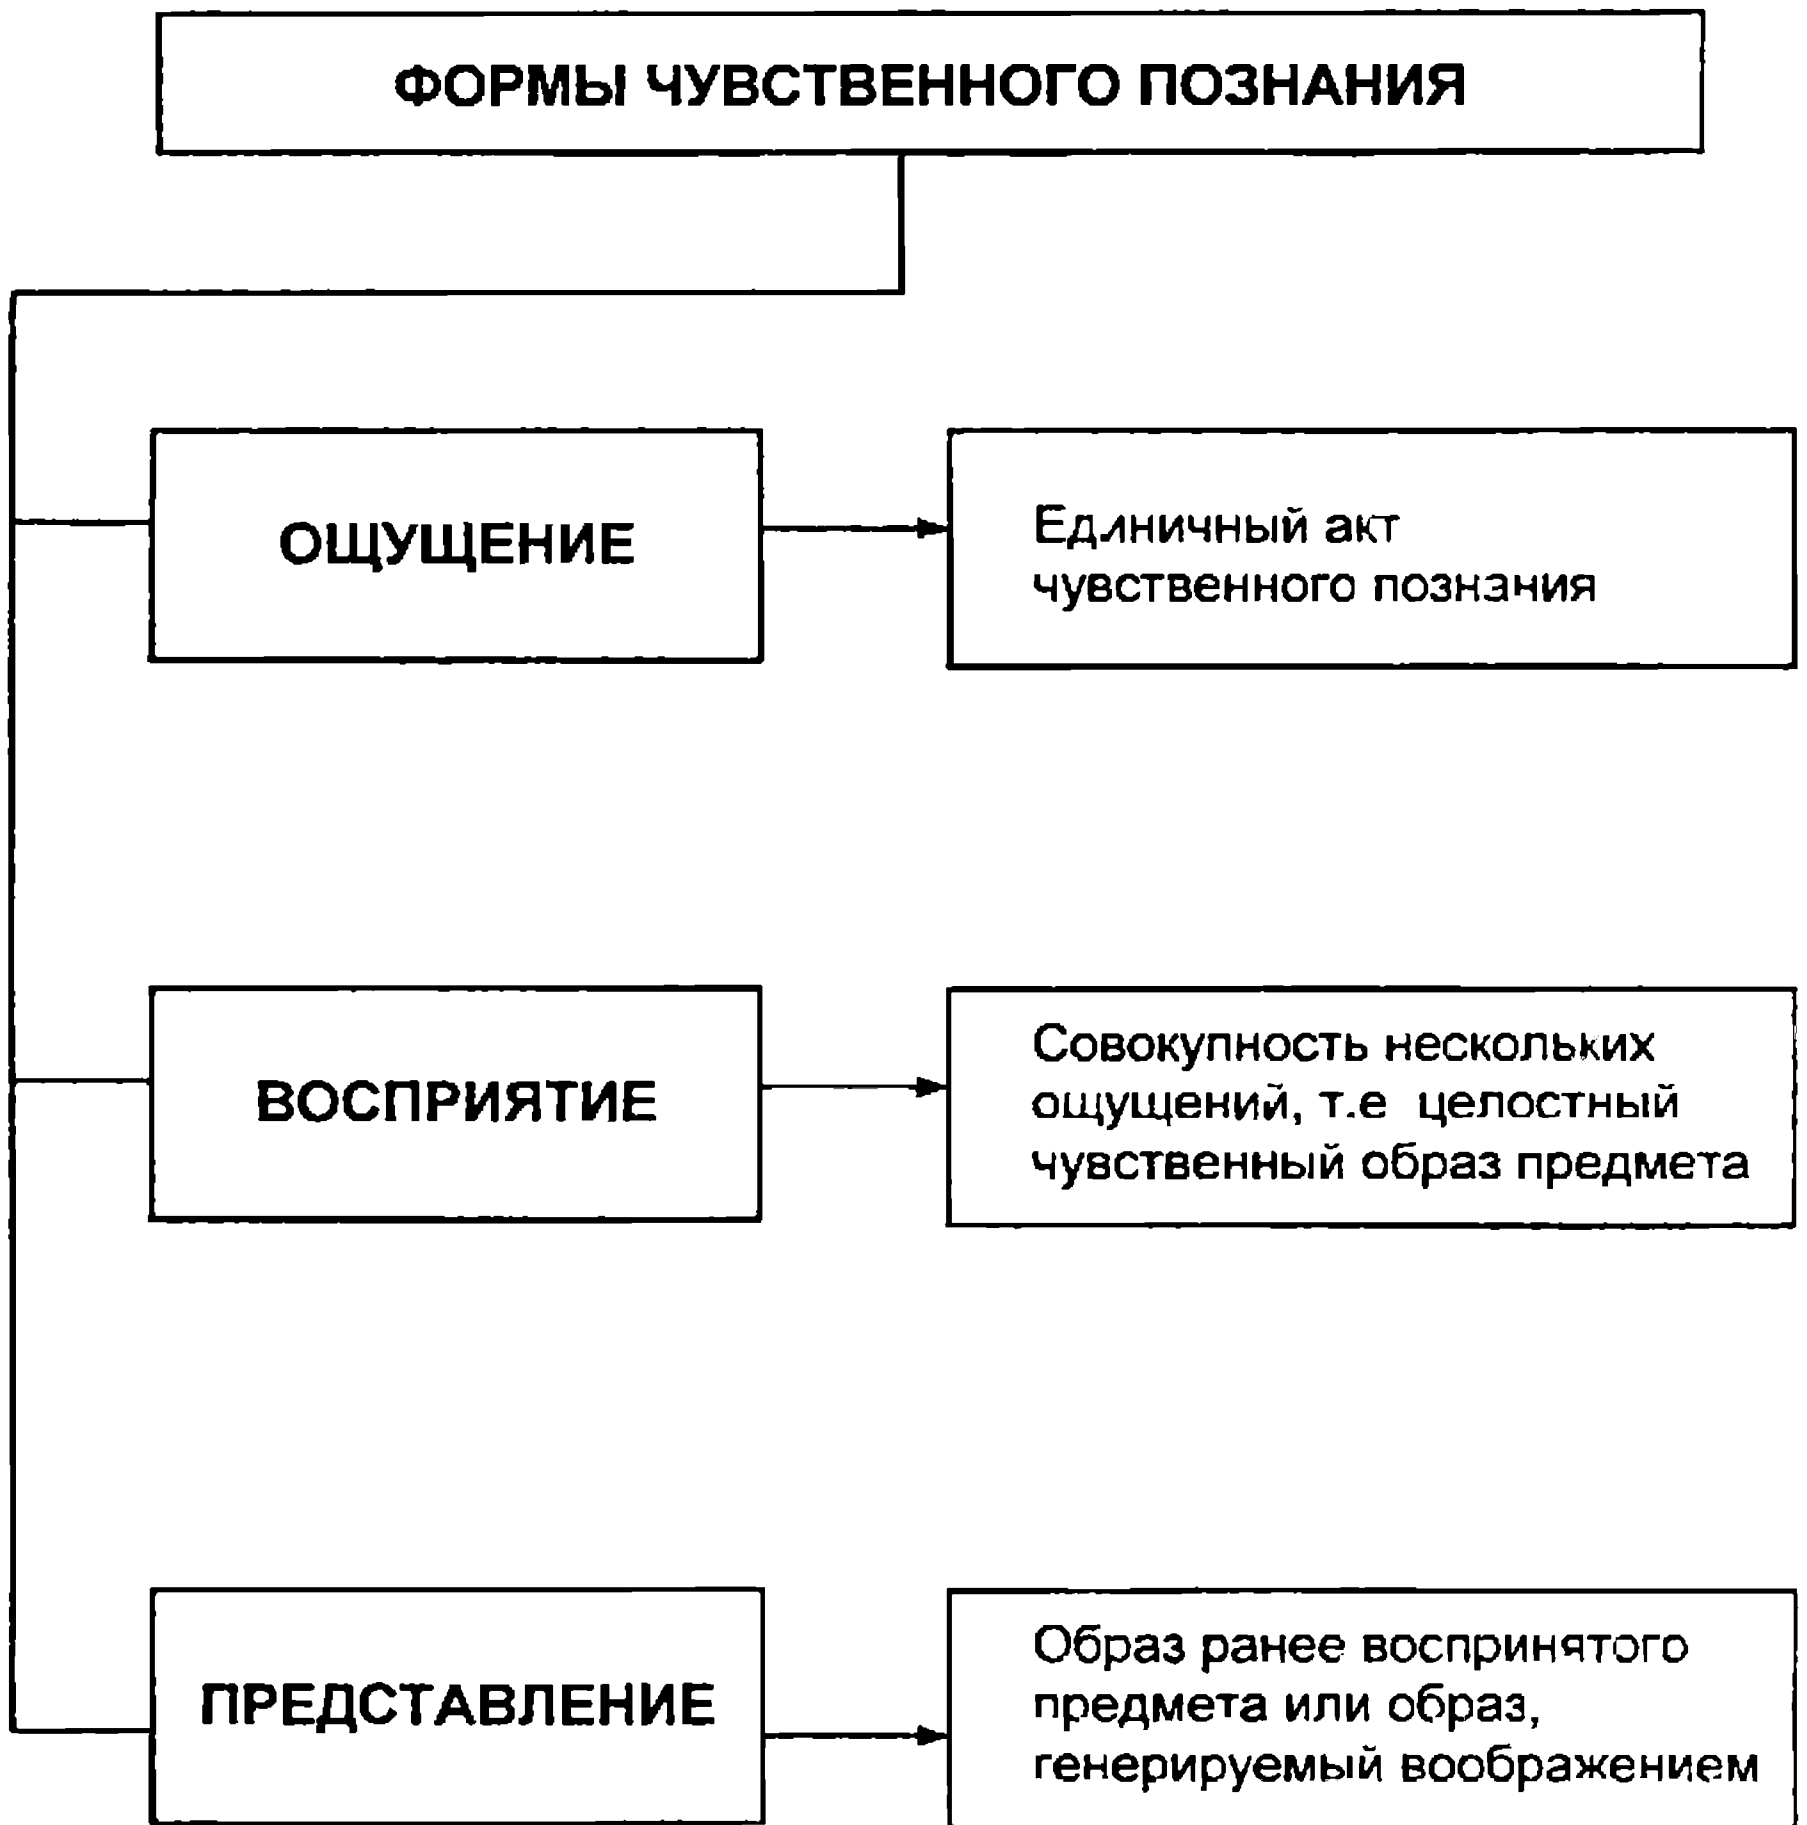 ФОРМЫ ЧУВСТВЕННОГО ПОЗНАНИЯ
ОЩУЩЕНИЕ
Единичный акт
чувственного познания
ВОСПРИЯТИЕ
Совокупность нескольких
ощущений, т.е целостный
чувственный образ предмета
ПРЕДСТАВЛЕНИЕ
Образ ранее воспринятого
предмета или образ,
генерируемый воображением